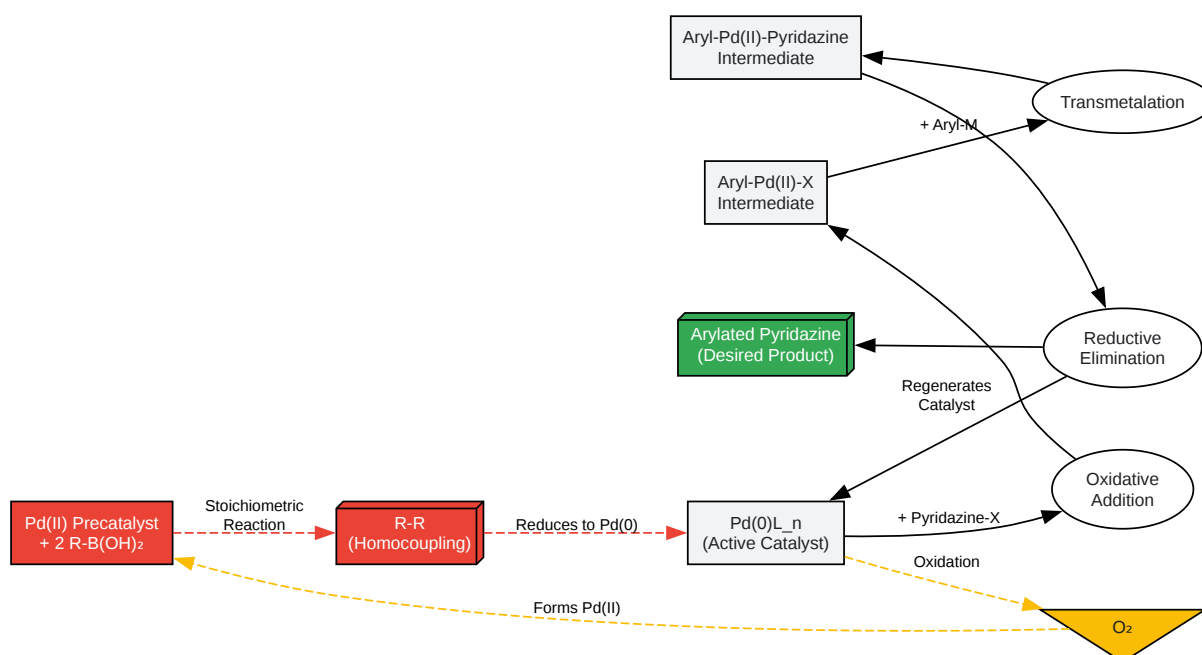 Aryl-Pd(II)-Pyridazine
Intermediate
Transmetalation
+ Aryl-M
Aryl-Pd(II)-X
Intermediate
Arylated Pyridazine
(Desired Product)
Reductive
Elimination
Regenerates
Catalyst
Oxidative
Addition
Pd(II) Precatalyst
+ 2 R-B(OH)₂
Stoichiometric
Reaction
R-R
(Homocoupling)
Reduces to Pd(0)
Pd(0)L_n
(Active Catalyst)
+ Pyridazine-X
Oxidation
Forms Pd(II)
O₂